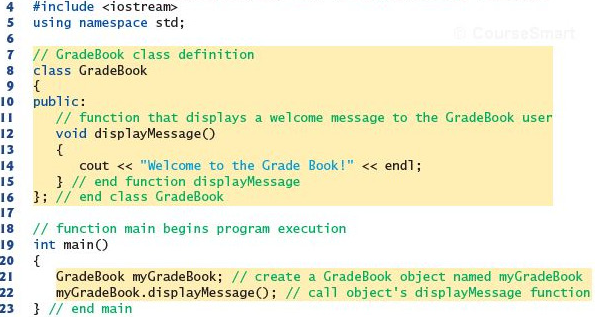 © CourseSmart
4 #include <iostream>
5 using namespace std;
6
7 // GradeBook class definition
8 class GradeBook
9 {
10 public:
11 // function that displays a welcome message to the GradeBook user
12 void displayMessage()
13 {
14 cout << "Welcome to the Grade Book!" << endl;
15 } // end function displayMessage
16 }; // end class GradeBook
17
18 // function main begins program execution
19 int main()
20 {
21 GradeBook myGradeBook; // create a GradeBook object named myGradeBook
22 myGradeBook.displayMessage(); // call object's displayMessage function
23 } // end main